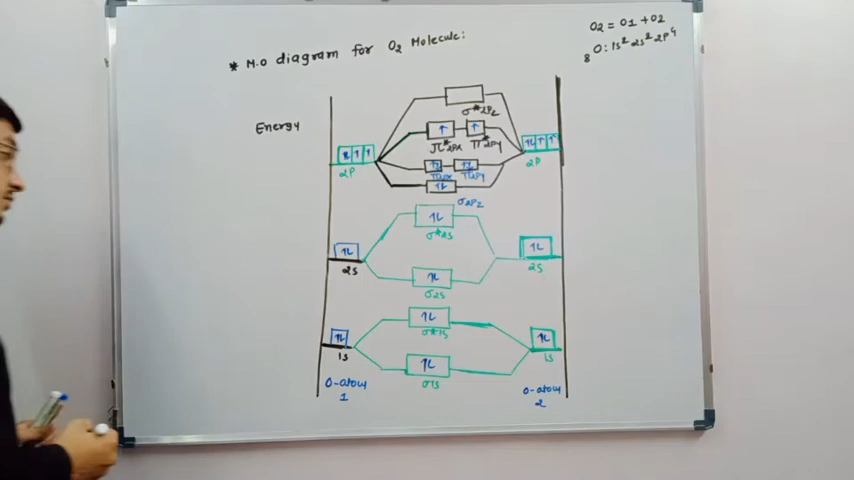 * M.O diagram for O2 Molecule:
O2 = O1 + O2
8O: 1s² 2s² 2p⁴
Energy
σ*2Pz
π*2Px π*2Py
2P
2P
π2Px π2Py
σ2Pz
σ*2s
2s
2s
σ2s
σ*1s
1s
1s
σ1s
O-atom
1
O-atom
2